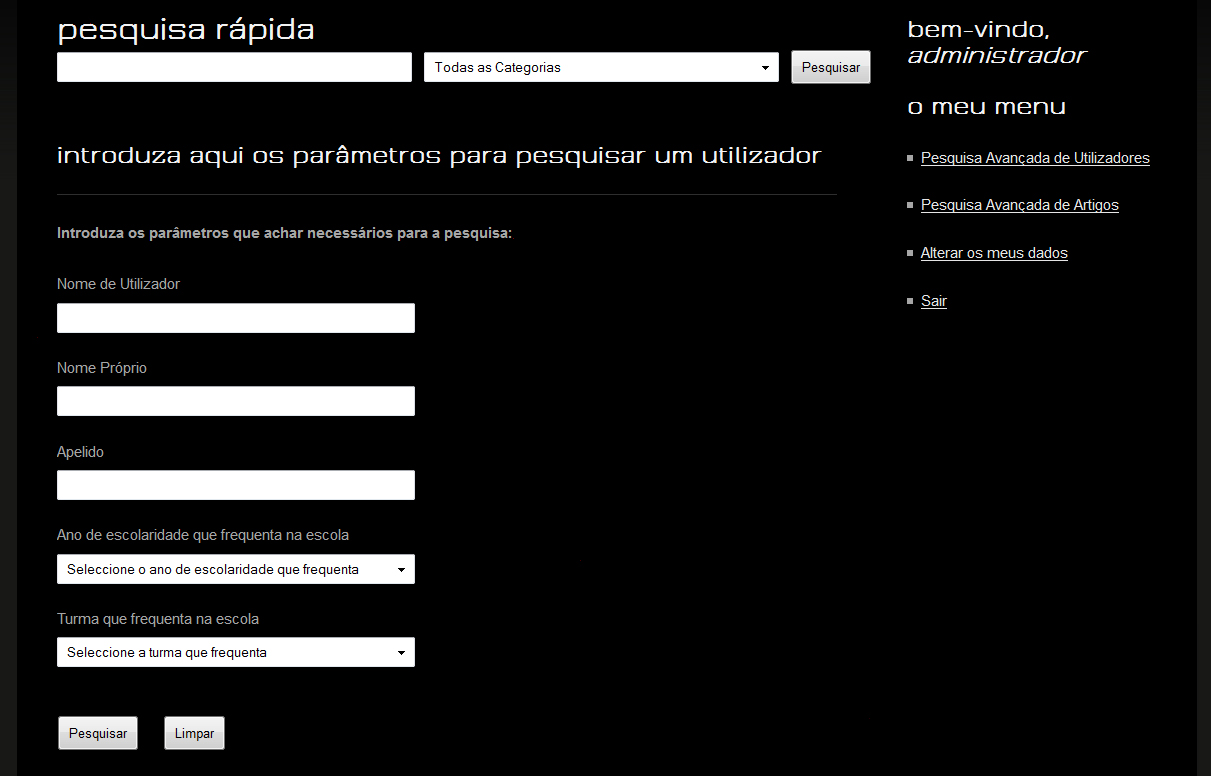 pesquisa rápida
Todas as Categorias
Pesquisar
introduza aqui os parâmetros para pesquisar um utilizador
Introduza os parâmetros que achar necessários para a pesquisa:
Nome de Utilizador
Nome Próprio
Apelido
Ano de escolaridade que frequenta na escola
Seleccione o ano de escolaridade que frequenta
Turma que frequenta na escola
Seleccione a turma que frequenta
Pesquisar
Limpar
bem-vindo,
administrador
o meu menu
Pesquisa Avançada de Utilizadores
Pesquisa Avançada de Artigos
Alterar os meus dados
Sair